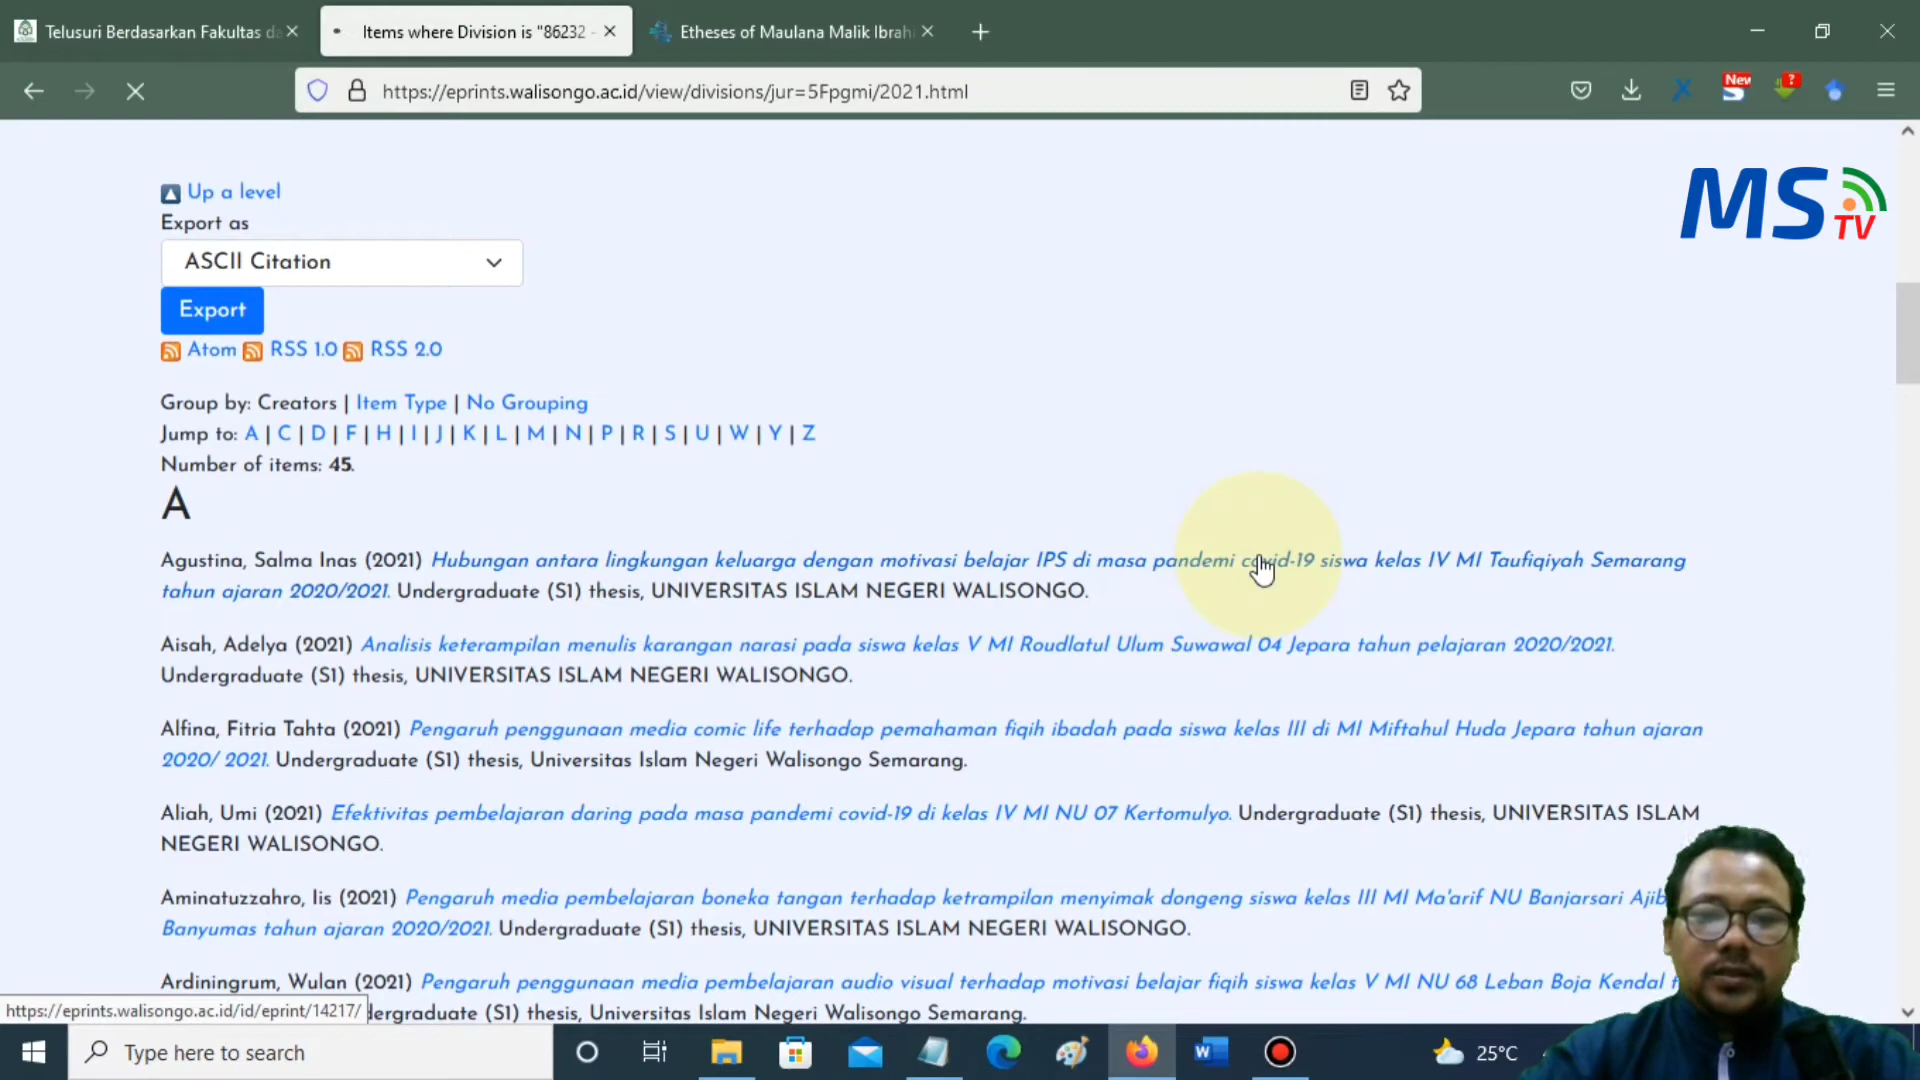 Telusuri Berdasarkan Fakultas da
Items where Division is "86232 -
Etheses of Maulana Malik Ibrahi
https://eprints.walisongo.ac.id/view/divisions/jur=5Fpgmi/2021.html
New
?
MS
TV
Up a level
Export as
ASCII Citation
Export
Atom RSS 1.0 RSS 2.0
Group by: Creators | Item Type | No Grouping
Jump to: A | C | D | F | H | I | J | K | L | M | N | P | R | S | U | W | Y | Z
Number of items: 45.
A
Agustina, Salma Inas (2021) Hubungan antara lingkungan keluarga dengan motivasi belajar IPS di masa pandemi covid-19 siswa kelas IV MI Taufiqiyah Semarang
tahun ajaran 2020/2021. Undergraduate (S1) thesis, UNIVERSITAS ISLAM NEGERI WALISONGO.
Aisah, Adelya (2021) Analisis keterampilan menulis karangan narasi pada siswa kelas V MI Roudlatul Ulum Suwawal 04 Jepara tahun pelajaran 2020/2021.
Undergraduate (S1) thesis, UNIVERSITAS ISLAM NEGERI WALISONGO.
Alfina, Fitria Tahta (2021) Pengaruh penggunaan media comic life terhadap pemahaman fiqih ibadah pada siswa kelas III di MI Miftahul Huda Jepara tahun ajaran
2020/ 2021. Undergraduate (S1) thesis, Universitas Islam Negeri Walisongo Semarang.
Aliah, Umi (2021) Efektivitas pembelajaran daring pada masa pandemi covid-19 di kelas IV MI NU 07 Kertomulyo. Undergraduate (S1) thesis, UNIVERSITAS ISLAM
NEGERI WALISONGO.
Aminatuzzahro, Iis (2021) Pengaruh media pembelajaran boneka tangan terhadap ketrampilan menyimak dongeng siswa kelas III MI Ma'arif NU Banjarsari Ajib
Banyumas tahun ajaran 2020/2021. Undergraduate (S1) thesis, UNIVERSITAS ISLAM NEGERI WALISONGO.
Ardiningrum, Wulan (2021) Pengaruh penggunaan media pembelajaran audio visual terhadap motivasi belajar fiqih siswa kelas V MI NU 68 Leban Boja Kendal t
https://eprints.walisongo.ac.id/id/eprint/14217/ dergraduate (S1) thesis, Universitas Islam Negeri Walisongo Semarang.
Type here to search
25°C